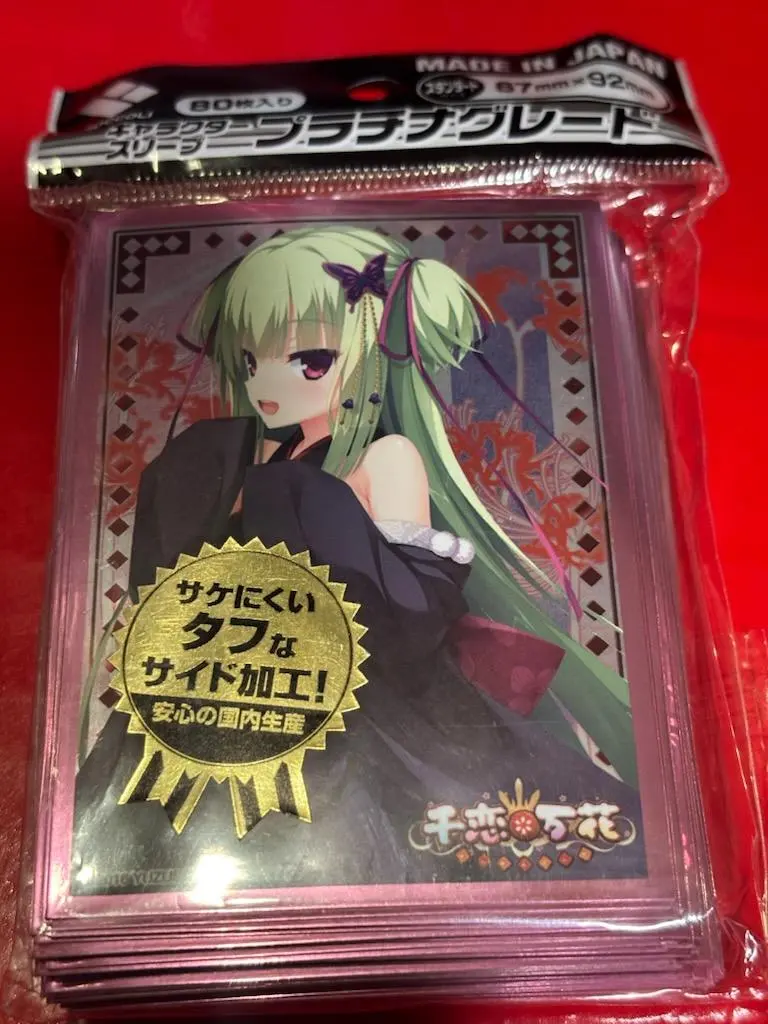 MADE IN JAPAN
80枚入り
スタンダード 67mm×92mm
キャラクター
スリーブ
プラチナグレード
サケにくい
タフな
サイド加工!
安心の国内生産
千恋*万花
YUZU